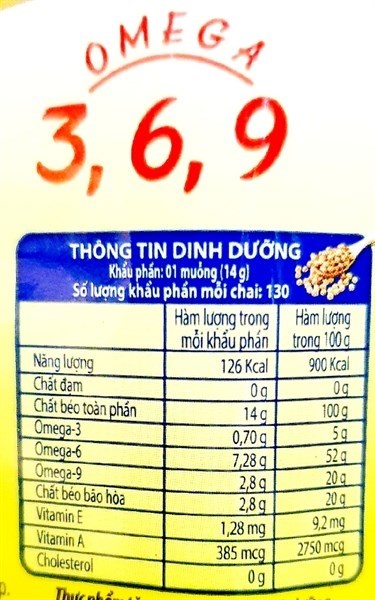 OMEGA
3, 6, 9
THÔNG TIN DINH DƯỠNG
Khẩu phần: 01 muỗng (14 g)
Số lượng khẩu phần mỗi chai: 130
Hàm lượng trong mỗi khẩu phần Hàm lượng trong 100 g
Năng lượng 126 Kcal 900 Kcal
Chất đạm 0 g 0 g
Chất béo toàn phần 14 g 100 g
Omega-3 0,70 g 5 g
Omega-6 7,28 g 52 g
Omega-9 2,8 g 20 g
Chất béo bão hòa 2,8 g 20 g
Vitamin E 1,28 mg 9,2 mg
Vitamin A 385 mcg 2750 mcg
Cholesterol 0 g 0 g